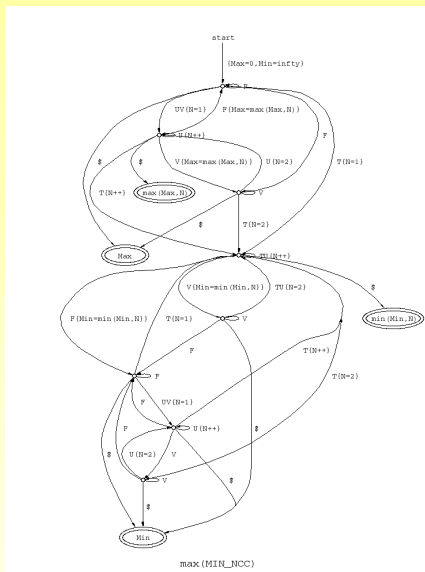 start
{Max=0,Min=infty}
F
UV{N=1}
F{Max=max(Max,N)}
U{N++}
F
V{Max=max(Max,N)}
U{N=2}
$
$
T{N=1}
max(Max,N)
V
T{N++}
$
T{N=2}
Max
TU{N++}
$
V{Min=min(Min,N)}
TU{N=2}
F{Min=min(Min,N)}
T{N=1}
V
min(Min,N)
F
T{N++}
F
T{N=2}
UV{N=1}
F
F
U{N++}
$
U{N=2}
V
$
$
V
$
Min
max(MIN_NCC)